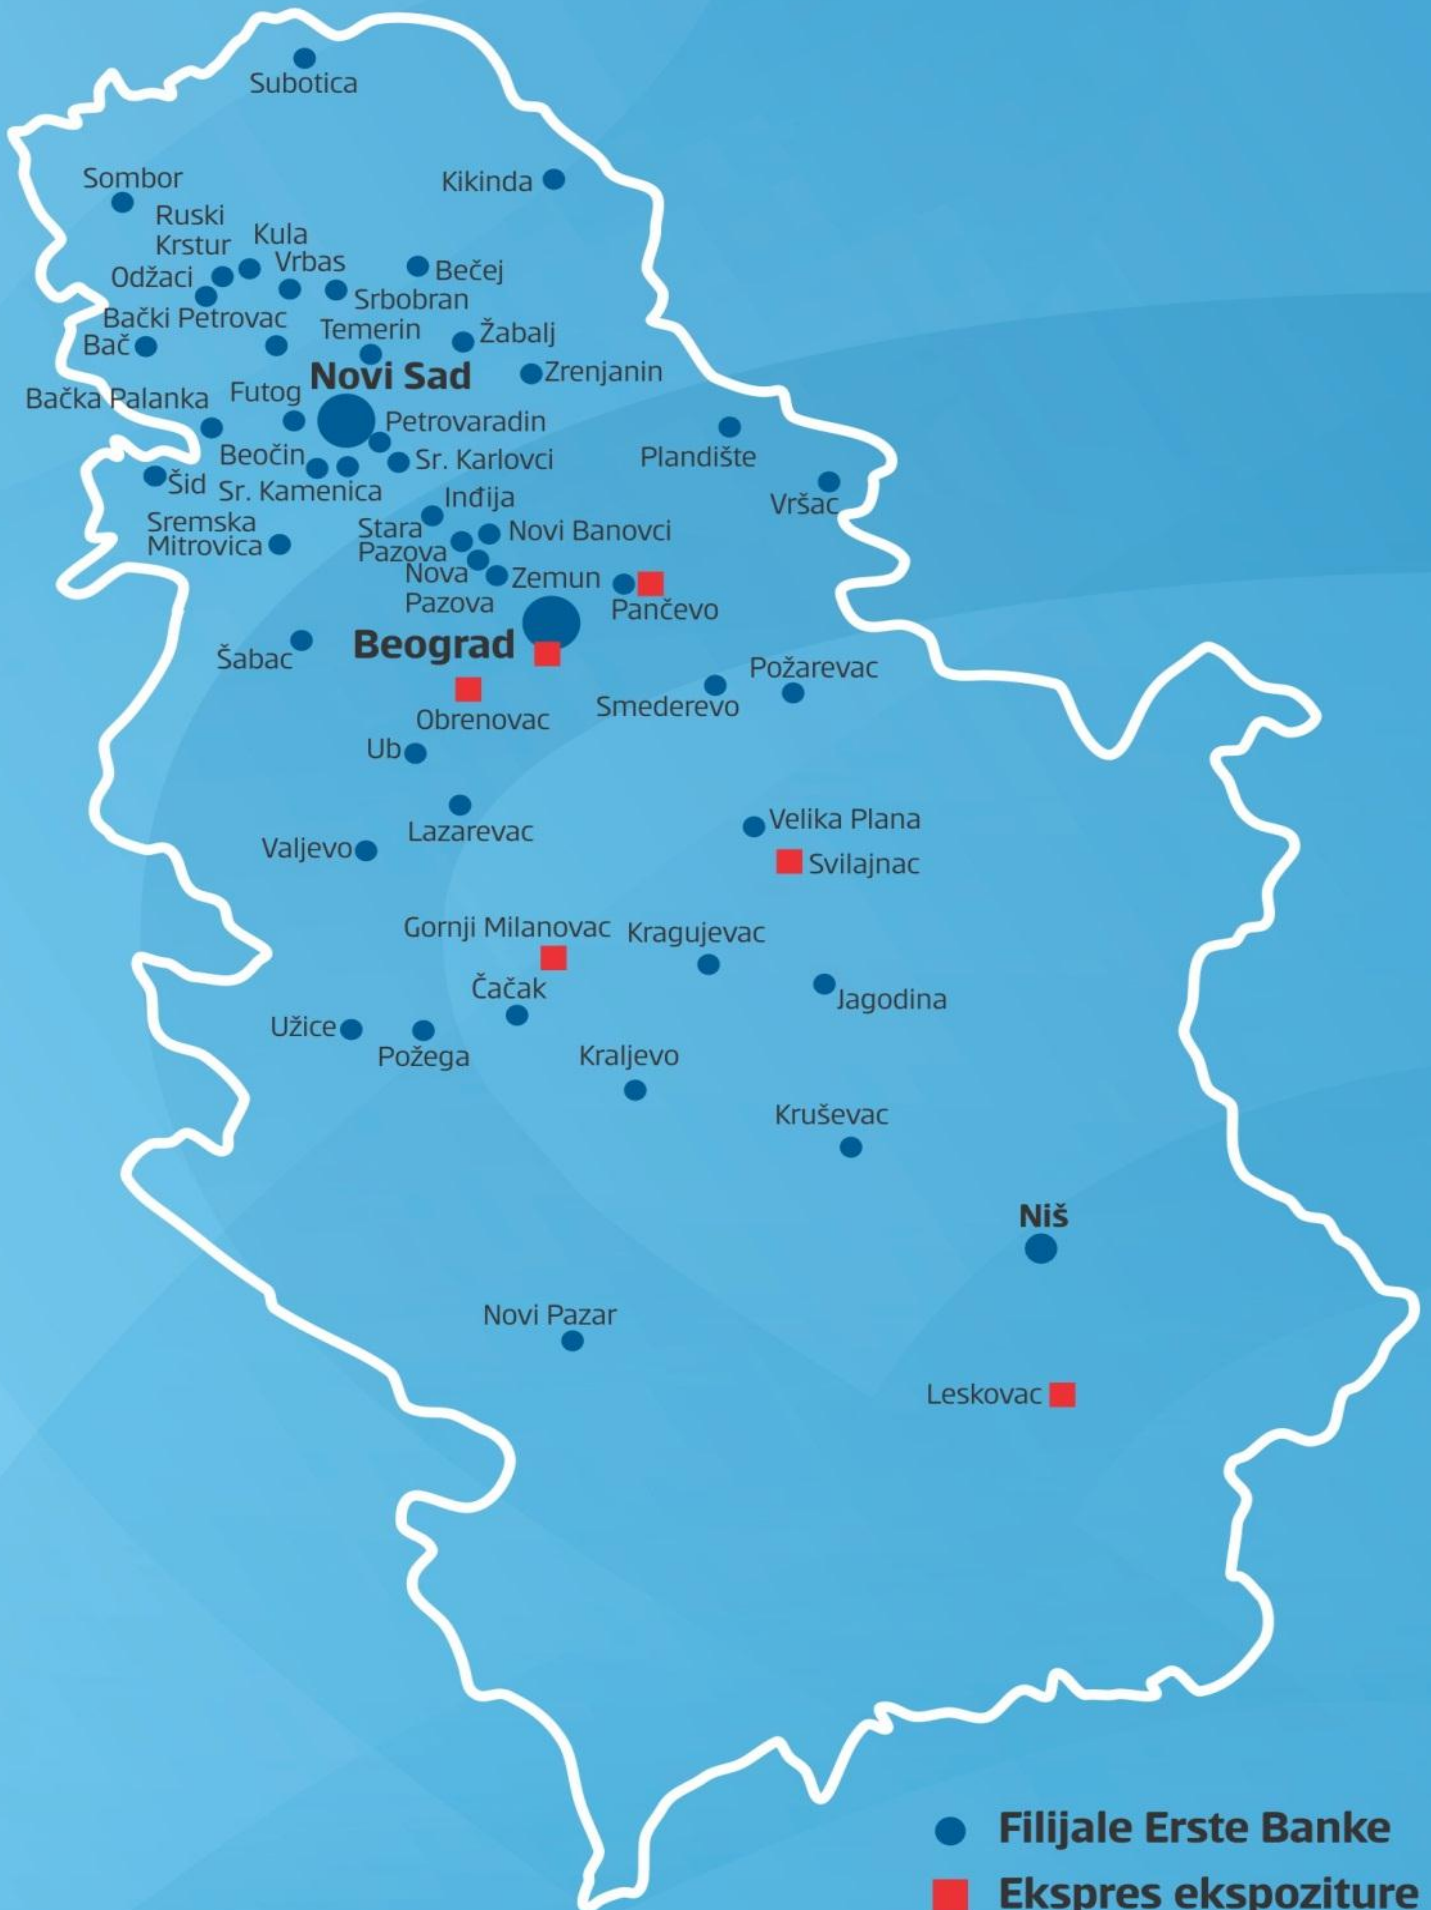 Subotica
Sombor
Kikinda
Ruski
Krstur
Kula
Vrbas
Bečej
Odžaci
Srbobran
Bački Petrovac
Temerin
Žabalj
Bač
Zrenjanin
Novi Sad
Bačka Palanka
Futog
Petrovaradin
Plandište
Beočin
Sr. Karlovci
Šid
Sr. Kamenica
Vršac
Inđija
Sremska
Mitrovica
Stara
Pazova
Novi Banovci
Nova
Pazova
Zemun
Pančevo
Beograd
Šabac
Požarevac
Smederevo
Obrenovac
Ub
Lazarevac
Velika Plana
Valjevo
Svilajnac
Gornji Milanovac
Kragujevac
Čačak
Jagodina
Užice
Požega
Kraljevo
Kruševac
Niš
Novi Pazar
Leskovac
Filijale Erste Banke
Ekspres ekspoziture